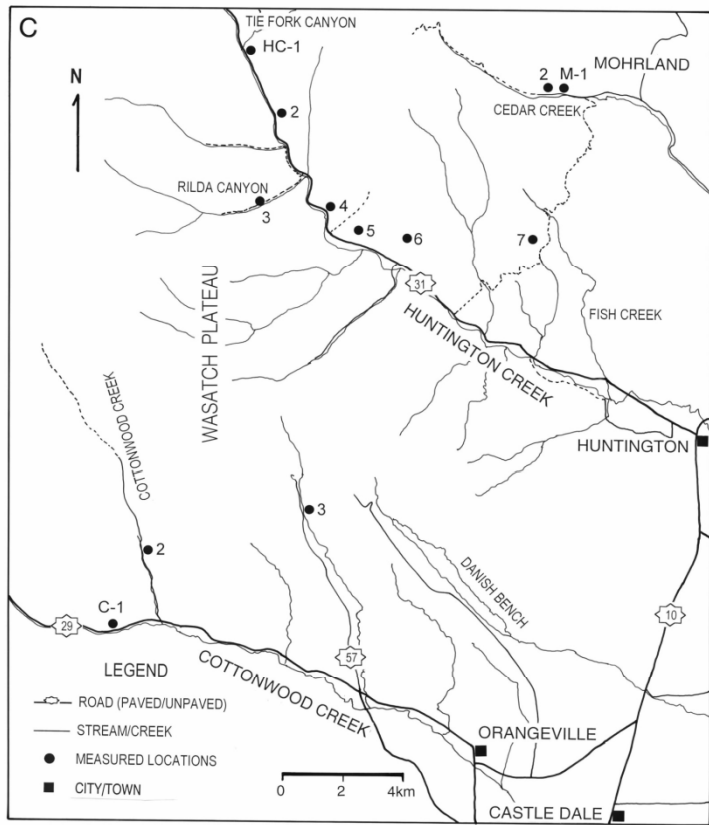 C
TIE FORK CANYON
HC-1
N
2 M-1
MOHRLAND
CEDAR CREEK
2
RILDA CANYON
3
4
5
6
7
31
WASATCH PLATEAU
HUNTINGTON CREEK
FISH CREEK
COTTONWOOD CREEK
HUNTINGTON
3
2
DANISH BENCH
C-1
29
10
57
COTTONWOOD CREEK
LEGEND
ROAD (PAVED/UNPAVED)
STREAM/CREEK
MEASURED LOCATIONS
CITY/TOWN
0 2 4km
ORANGEVILLE
CASTLE DALE